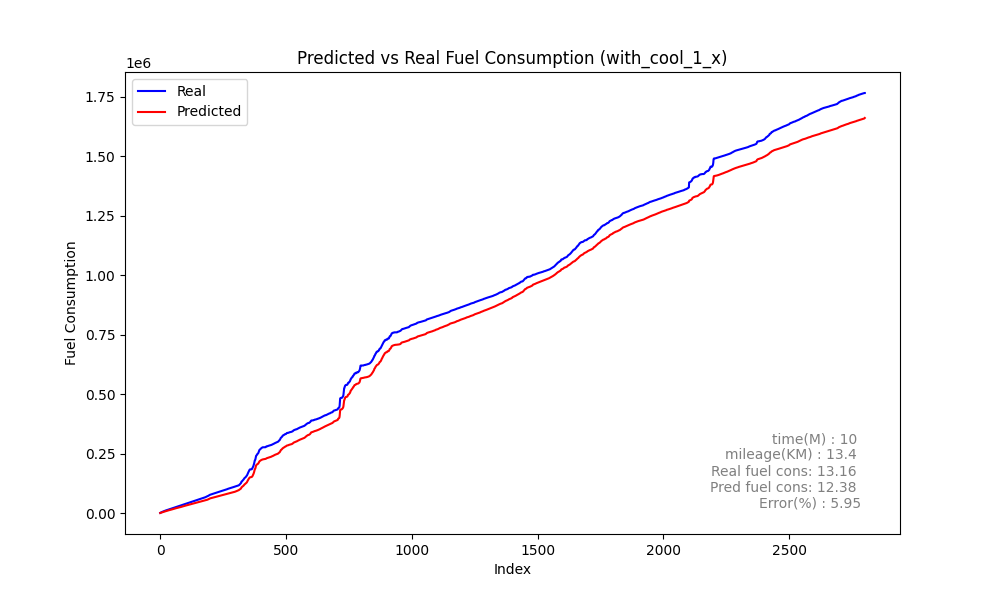 Predicted vs Real Fuel Consumption (with_cool_1_x)
1e6
Real
Predicted
1.75
1.50
1.25
1.00
0.75
0.50
0.25
0.00
Fuel Consumption
time(M) : 10
mileage(KM) : 13.4
Real fuel cons: 13.16
Pred fuel cons: 12.38
Error(%) : 5.95
0 500 1000 1500 2000 2500
Index